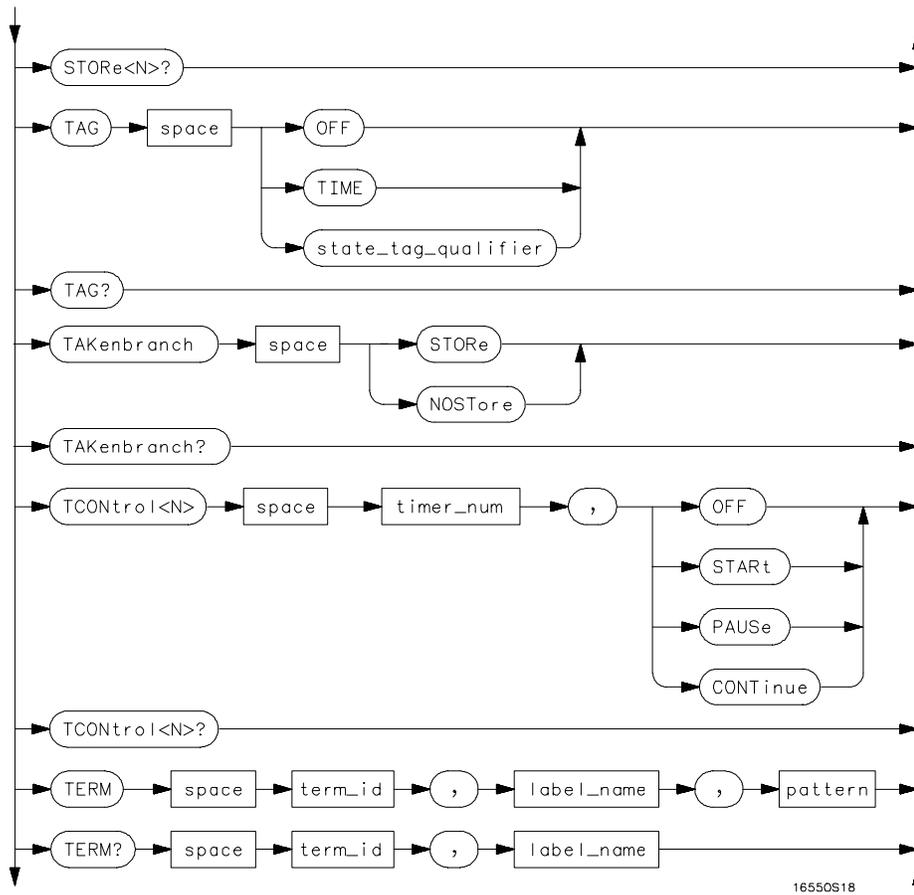 STORe<N>?
TAG space OFF
TIME
state_tag_qualifier
TAG?
TAKenbranch space STORe
NOSTore
TAKenbranch?
TCONtrol<N> space timer_num , OFF
STARt
PAUSe
CONTinue
TCONtrol<N>?
TERM space term_id , label_name , pattern
TERM? space term_id , label_name
16550S18